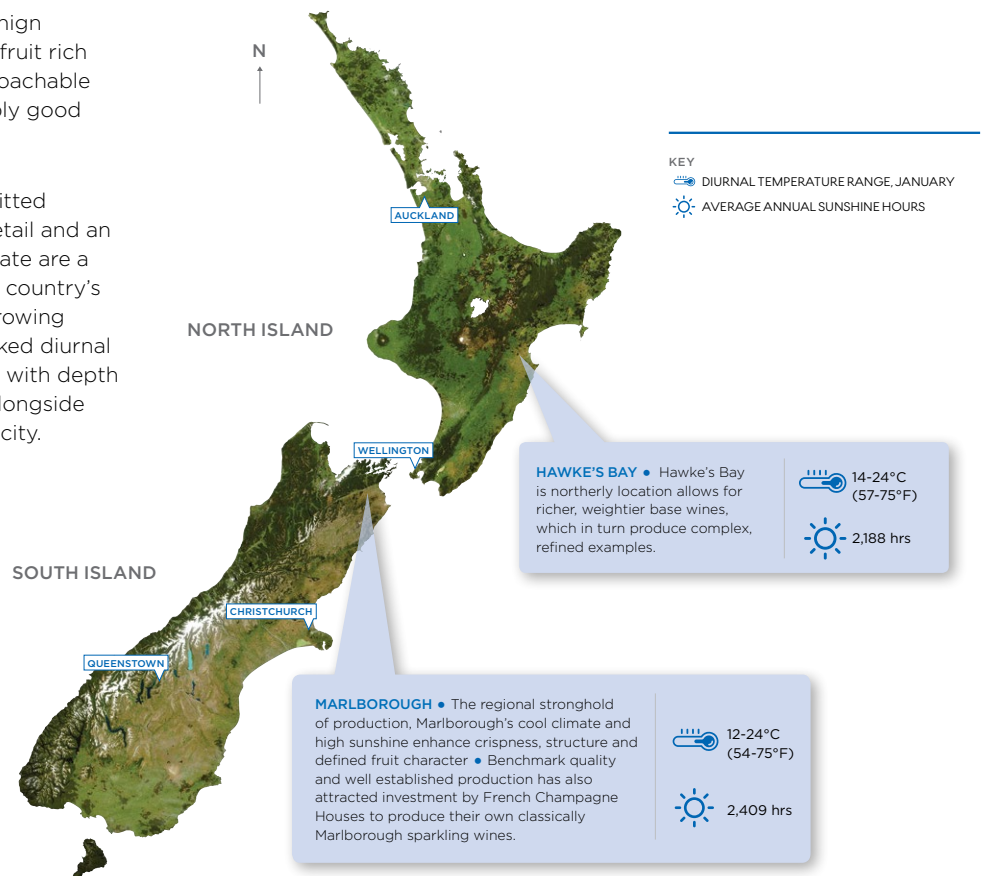 nign
fruit rich
oachable
bly good
itted
etail and an
ate are a
country's
rowing
ked diurnal
with depth
longside
city.
N
KEY
DIURNAL TEMPERATURE RANGE, JANUARY
AVERAGE ANNUAL SUNSHINE HOURS
AUCKLAND
NORTH ISLAND
WELLINGTON
HAWKE'S BAY • Hawke's Bay
is northerly location allows for
richer, weightier base wines,
which in turn produce complex,
refined examples.
14-24°C
(57-75°F)
2,188 hrs
SOUTH ISLAND
CHRISTCHURCH
QUEENSTOWN
MARLBOROUGH • The regional stronghold
of production, Marlborough's cool climate and
high sunshine enhance crispness, structure and
defined fruit character • Benchmark quality
and well established production has also
attracted investment by French Champagne
Houses to produce their own classically
Marlborough sparkling wines.
12-24°C
(54-75°F)
2,409 hrs